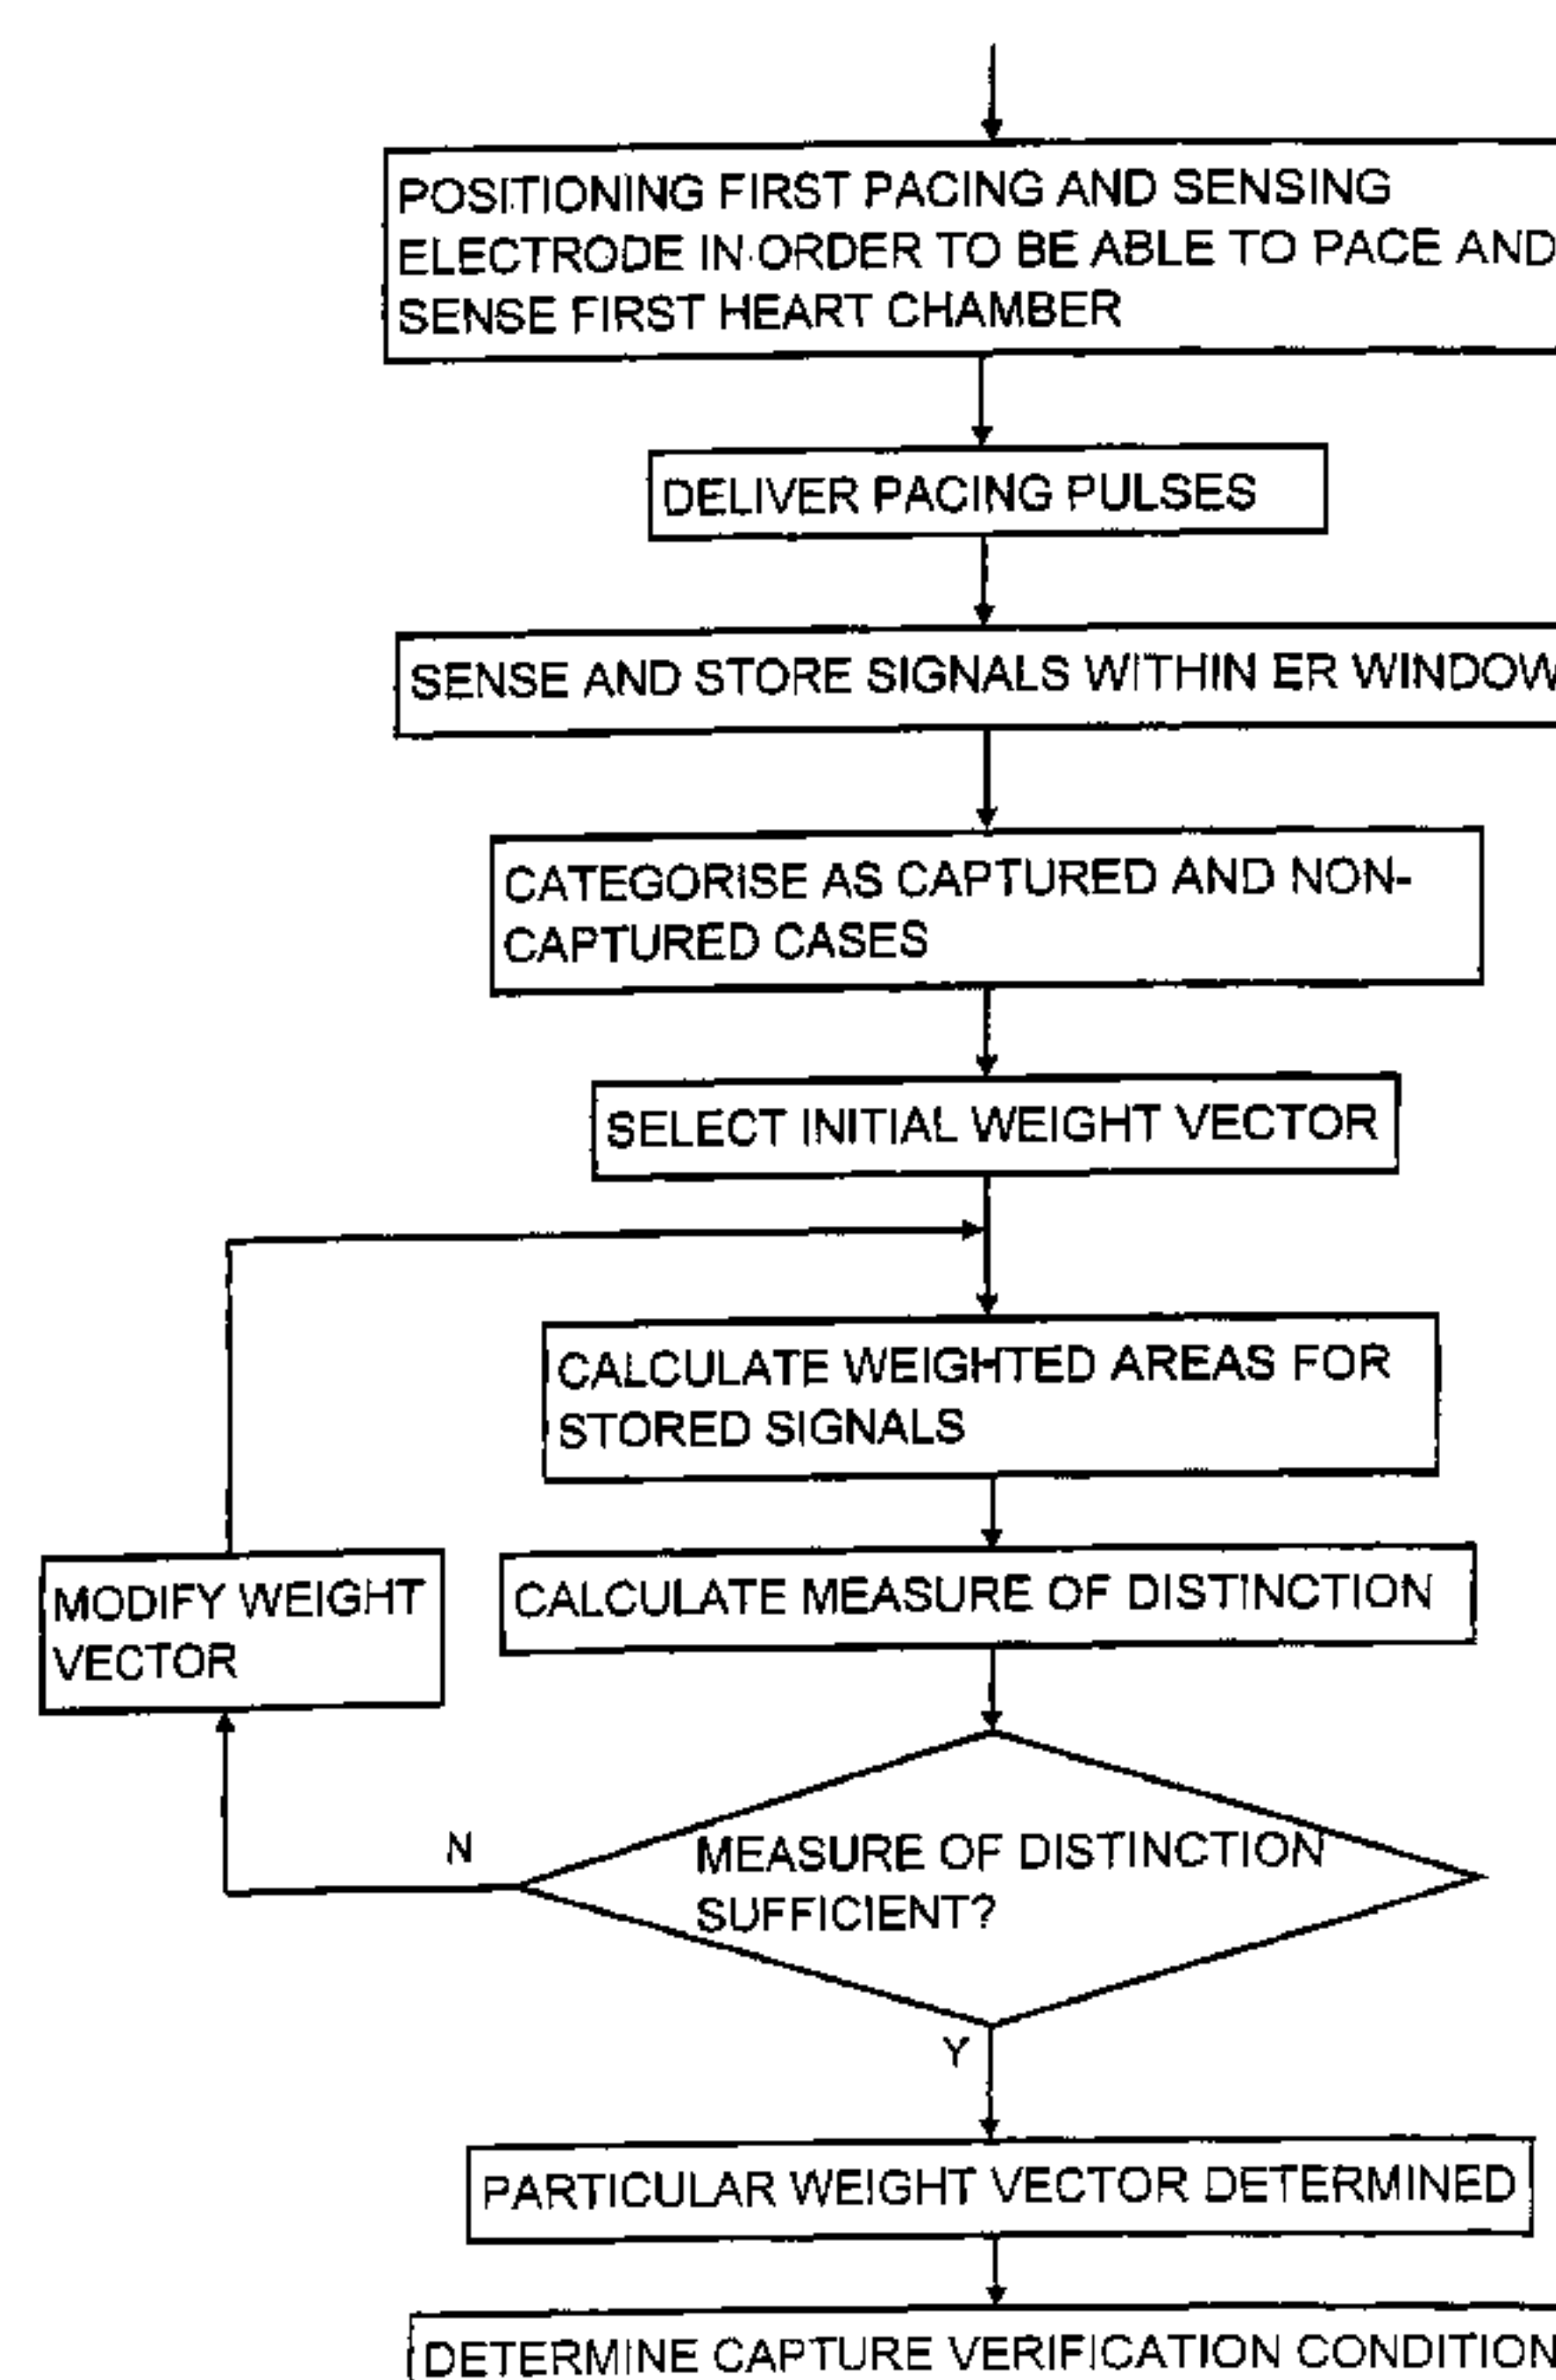 POSITIONING FIRST PACING AND SENSING
ELECTRODE IN ORDER TO BE ABLE TO PACE AND
SENSE FIRST HEART CHAMBER
DELIVER PACING PULSES
SENSE AND STORE SIGNALS WITHIN ER WINDOW
CATEGORISE AS CAPTURED AND NON-
CAPTURED CASES
SELECT INITIAL WEIGHT VECTOR
CALCULATE WEIGHTED AREAS FOR
STORED SIGNALS
MODIFY WEIGHT
VECTOR
CALCULATE MEASURE OF DISTINCTION
N
MEASURE OF DISTINCTION
SUFFICIENT?
Y
PARTICULAR WEIGHT VECTOR DETERMINED
DETERMINE CAPTURE VERIFICATION CONDITION